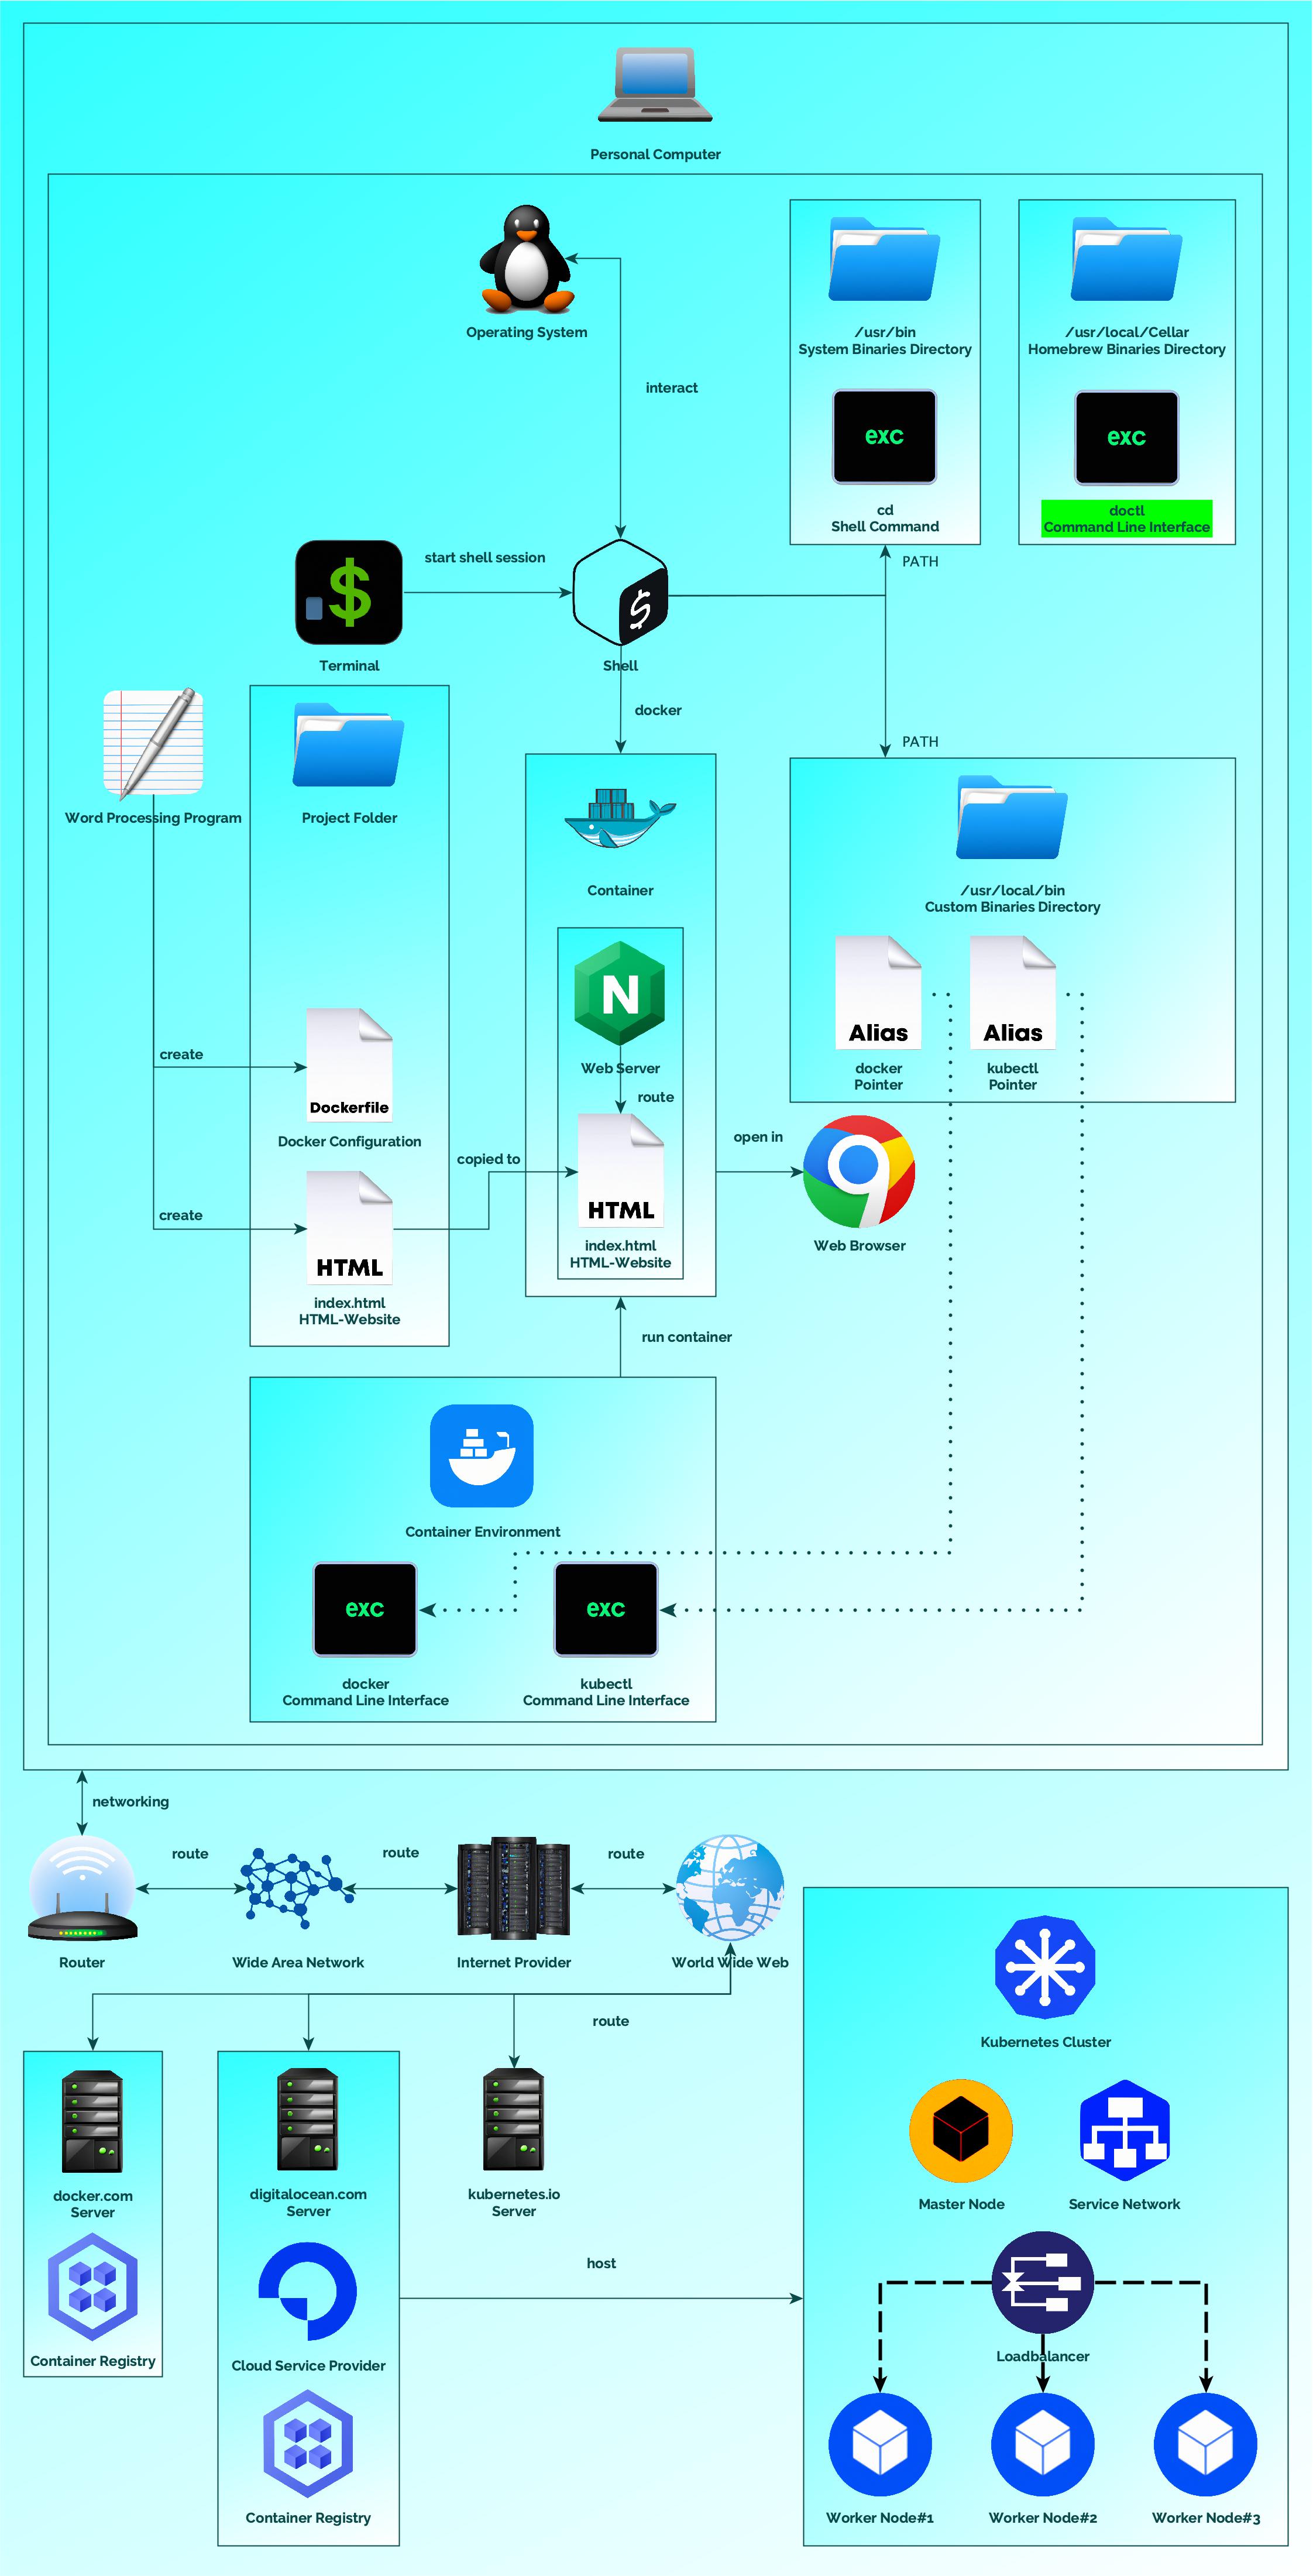 Personal Computer
Operating System
interact
/usr/bin
System Binaries Directory
exc
cd
Shell Command
/usr/local/Cellar
Homebrew Binaries Directory
exc
doctl
Command Line Interface
PATH
$
Terminal
start shell session
$
Shell
docker
PATH
Word Processing Program
Project Folder
create
Dockerfile
Docker Configuration
create
HTML
index.html
HTML-Website
copied to
Container
N
Web Server
route
HTML
index.html
HTML-Website
open in
Web Browser
/usr/local/bin
Custom Binaries Directory
Alias
docker
Pointer
Alias
kubectl
Pointer
run container
Container Environment
exc
docker
Command Line Interface
exc
kubectl
Command Line Interface
networking
Router
route
Wide Area Network
route
Internet Provider
route
World Wide Web
route
docker.com
Server
Container Registry
digitalocean.com
Server
Cloud Service Provider
Container Registry
kubernetes.io
Server
host
Kubernetes Cluster
Master Node
Service Network
Loadbalancer
Worker Node#1
Worker Node#2
Worker Node#3